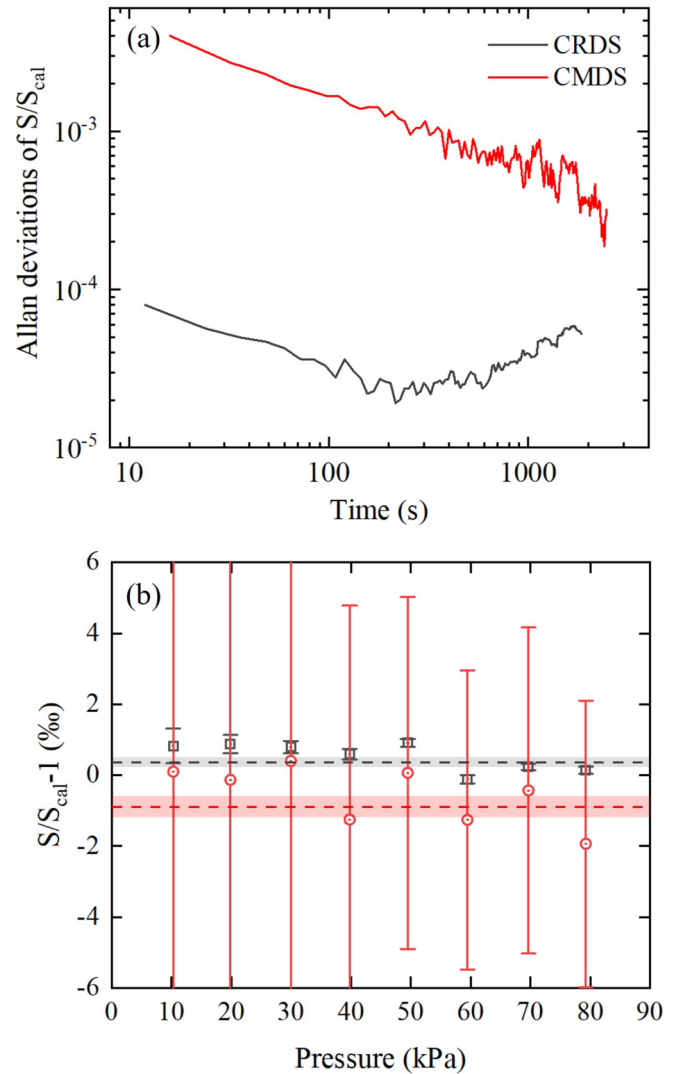 (a)
CRDS
CMDS
10⁻³
10⁻⁴
10⁻⁵
Allan deviations of S/S_cal
10
100
1000
Time (s)
(b)
6
4
2
0
-2
-4
-6
S/S_cal-1 (‰)
0
10
20
30
40
50
60
70
80
90
Pressure (kPa)